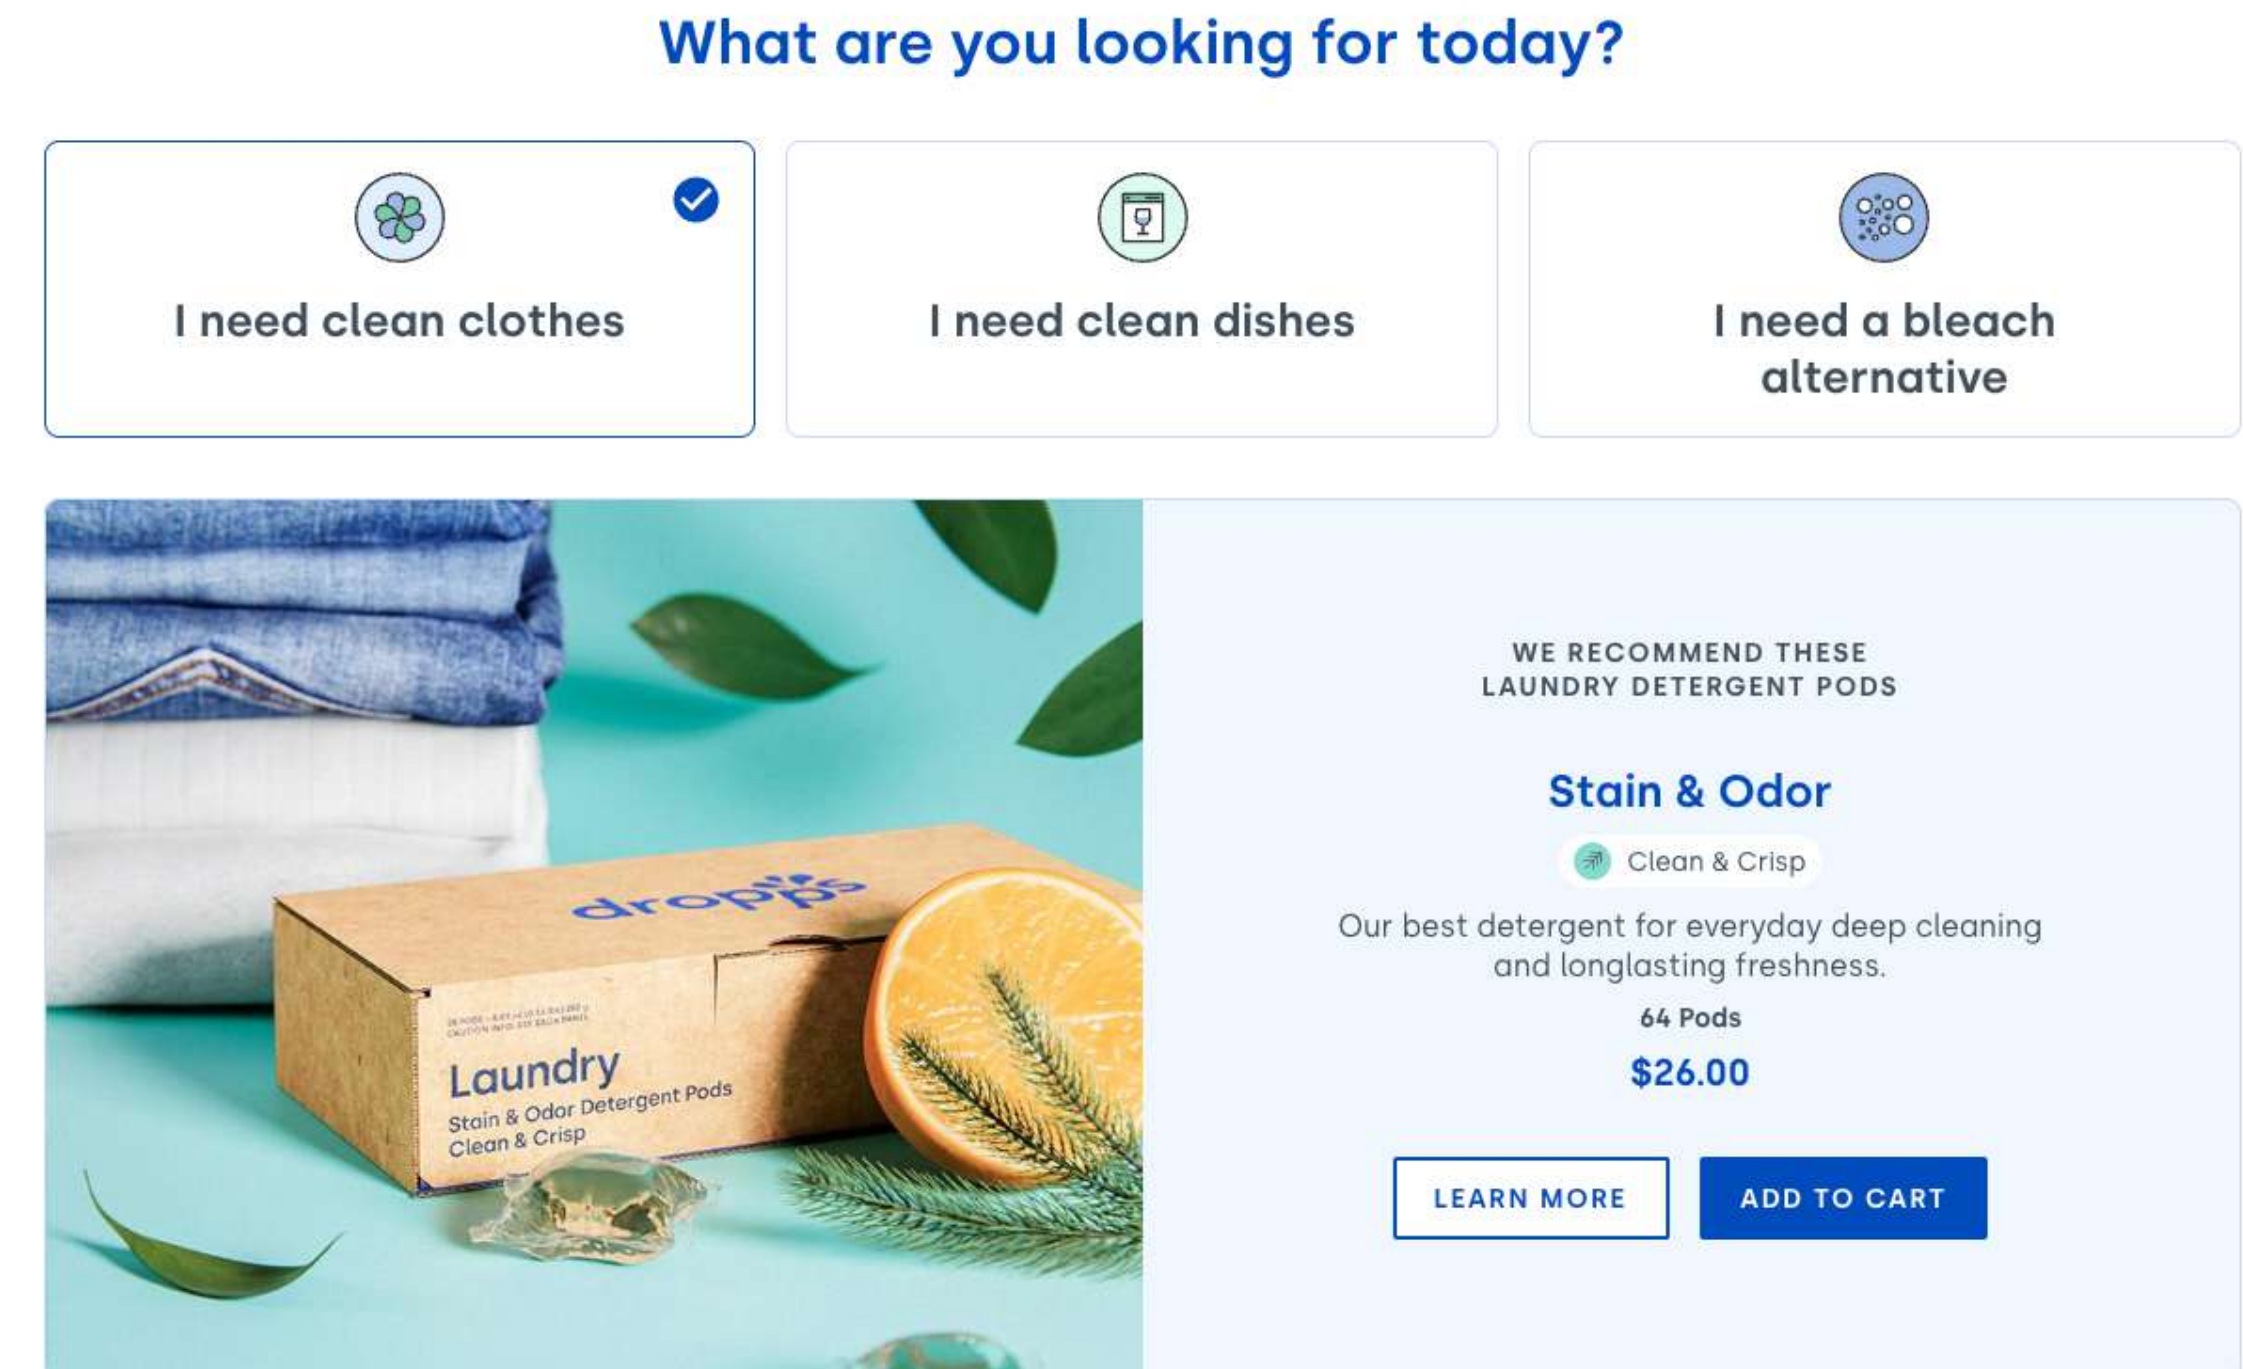 What are you looking for today?
I need clean clothes
I need clean dishes
I need a bleach
alternative
dropps
Laundry
Stain & Odor Detergent Pods
Clean & Crisp
WE RECOMMEND THESE
LAUNDRY DETERGENT PODS
Stain & Odor
Clean & Crisp
Our best detergent for everyday deep cleaning
and longlasting freshness.
64 Pods
$26.00
LEARN MORE
ADD TO CART